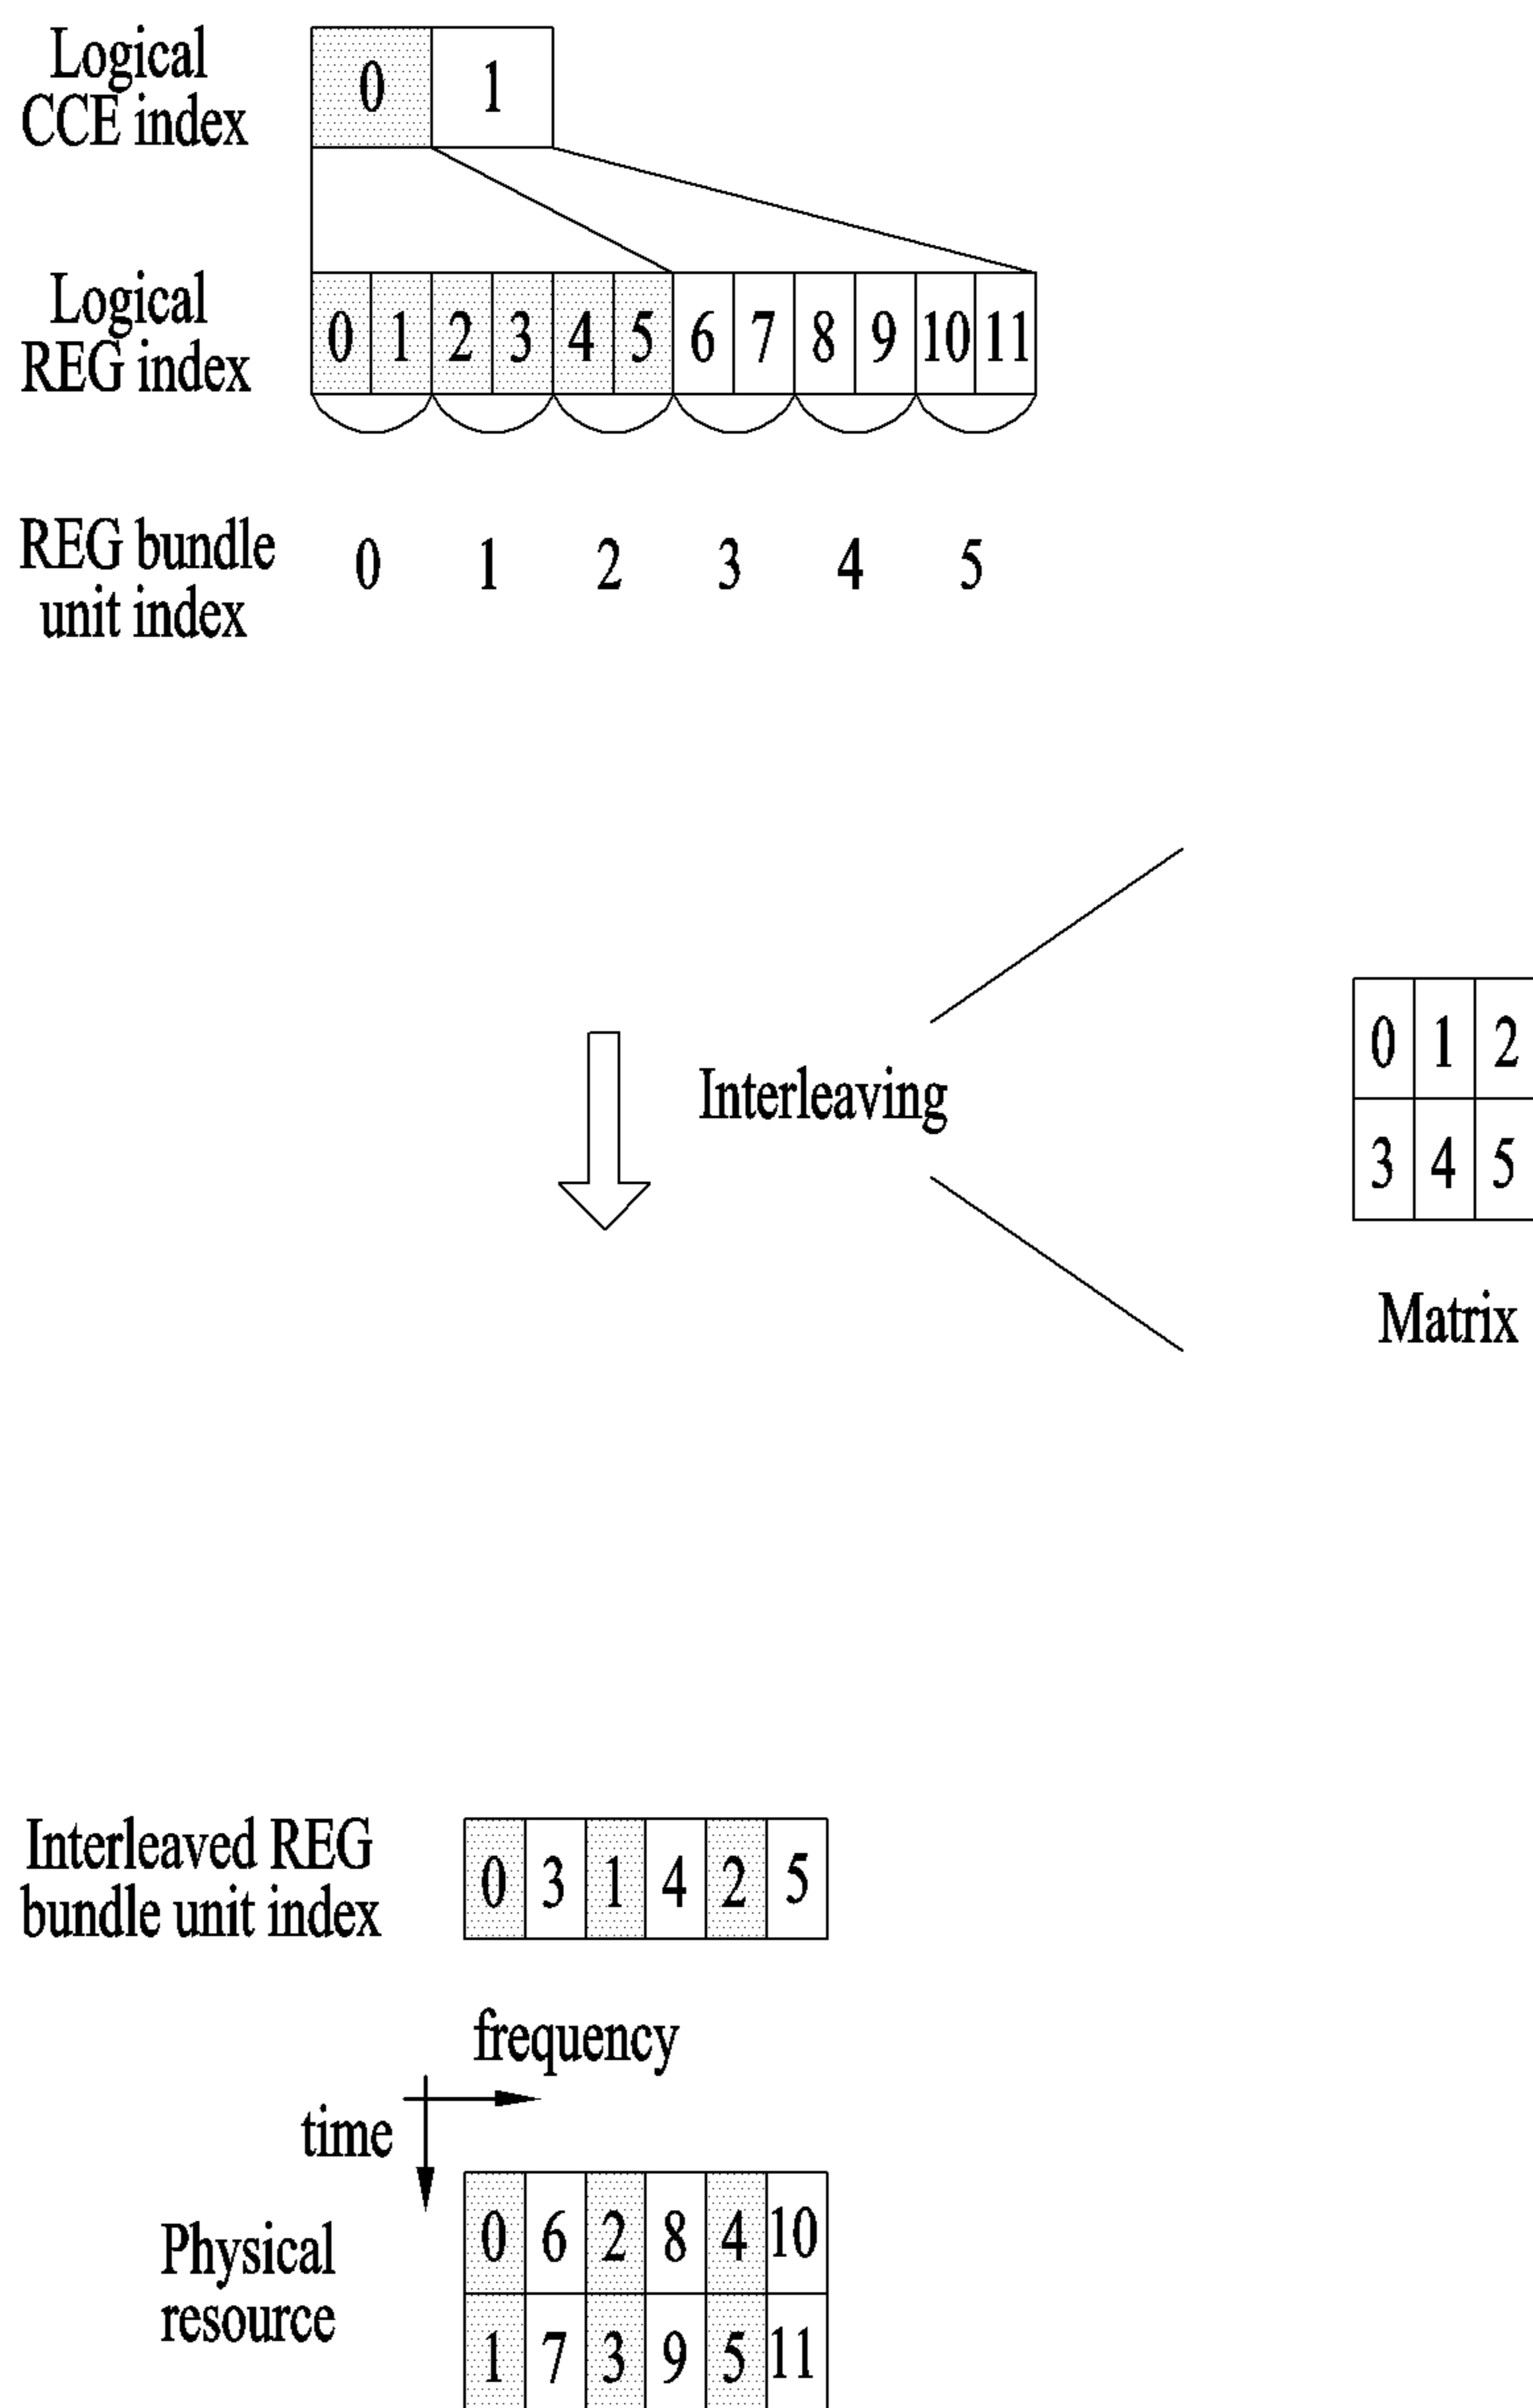 Logical
CCE index
0 1
Logical
REG index
0 1 2 3 4 5 6 7 8 9 10 11
REG bundle
unit index
0 1 2 3 4 5
Interleaving
0 1 2
3 4 5
Matrix
Interleaved REG
bundle unit index
0 3 1 4 2 5
frequency
time
Physical
resource
0 6 2 8 4 10
1 7 3 9 5 11